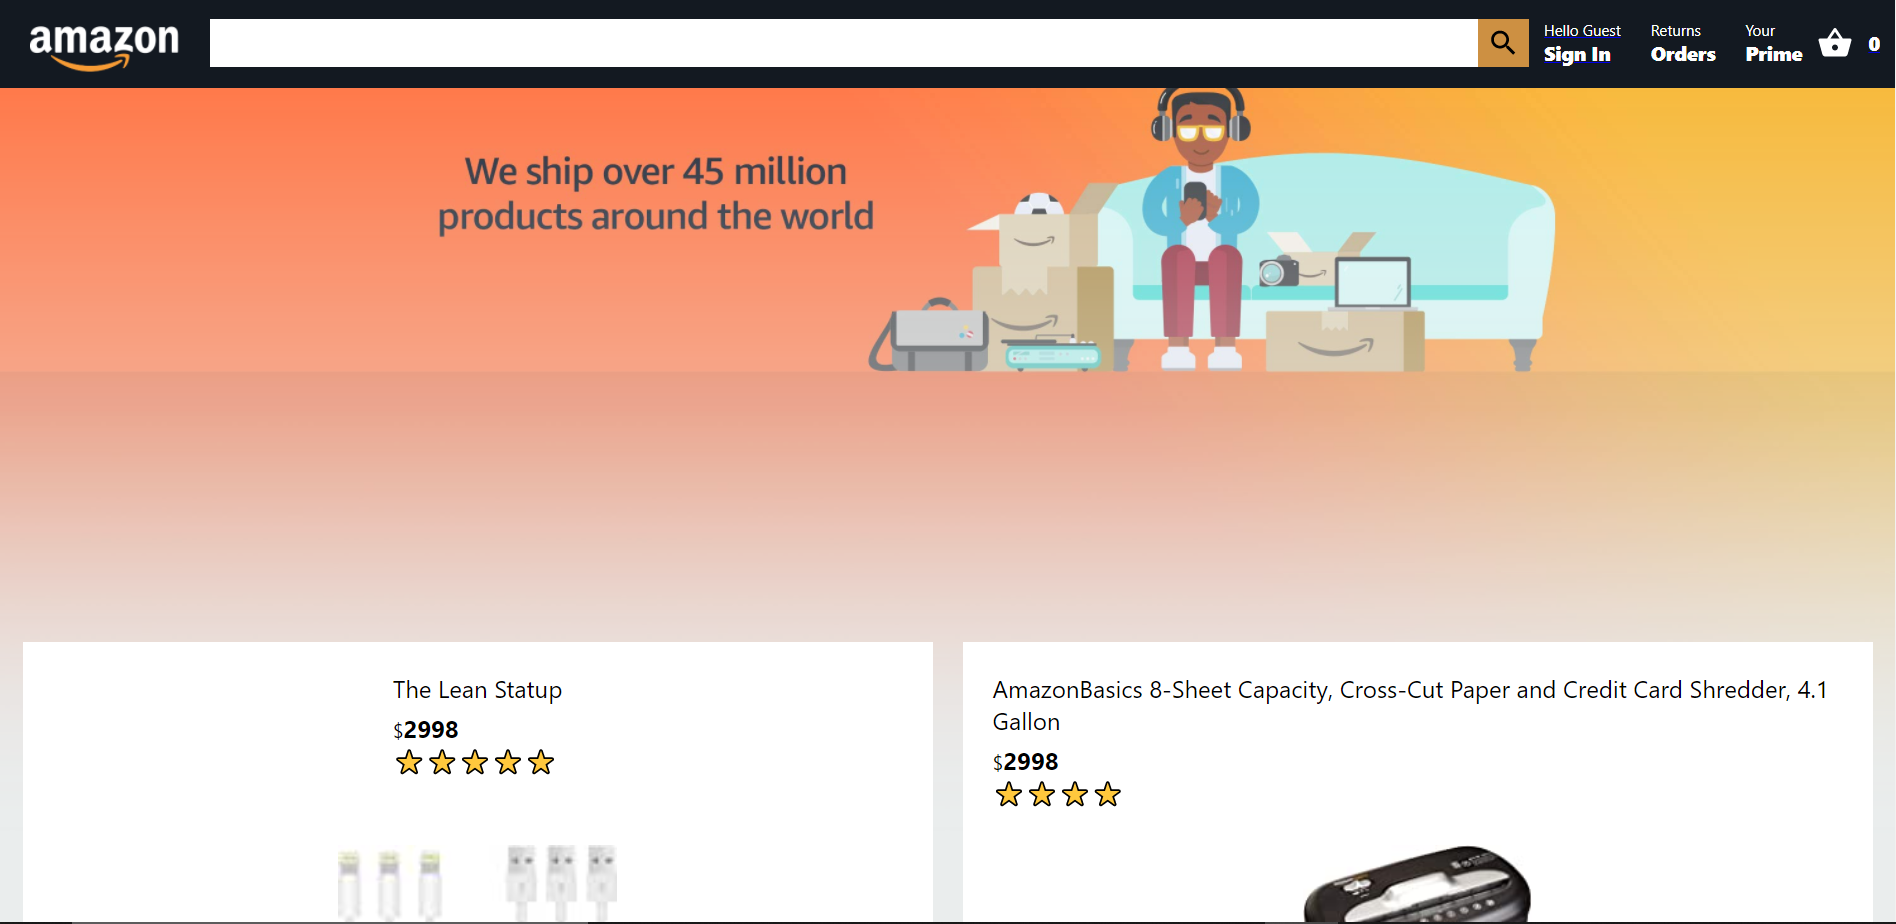 amazon
Hello Guest
Sign In
Returns
Orders
Your
Prime
0
We ship over 45 million
products around the world
The Lean Statup
$2998
AmazonBasics 8-Sheet Capacity, Cross-Cut Paper and Credit Card Shredder, 4.1
Gallon
$2998